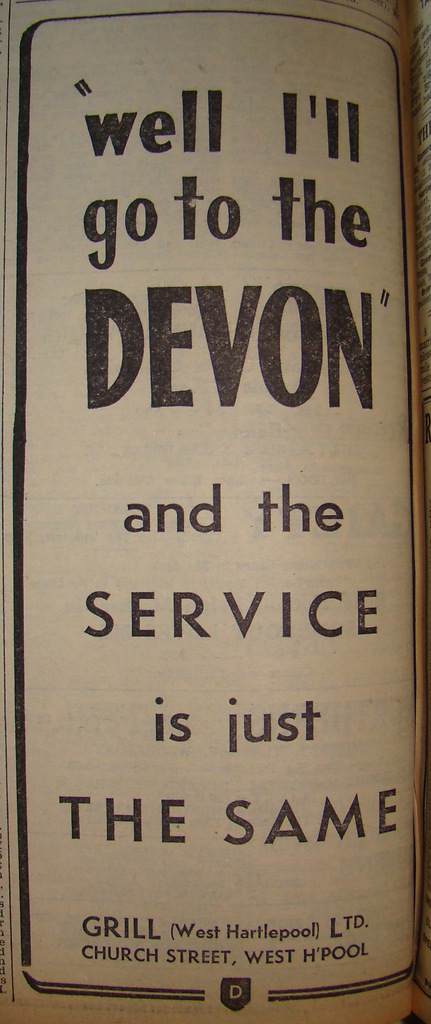 "well I'll
go to the
DEVON"
and the
SERVICE
is just
THE SAME
GRILL (West Hartlepool) LTD.
CHURCH STREET, WEST H'POOL
D